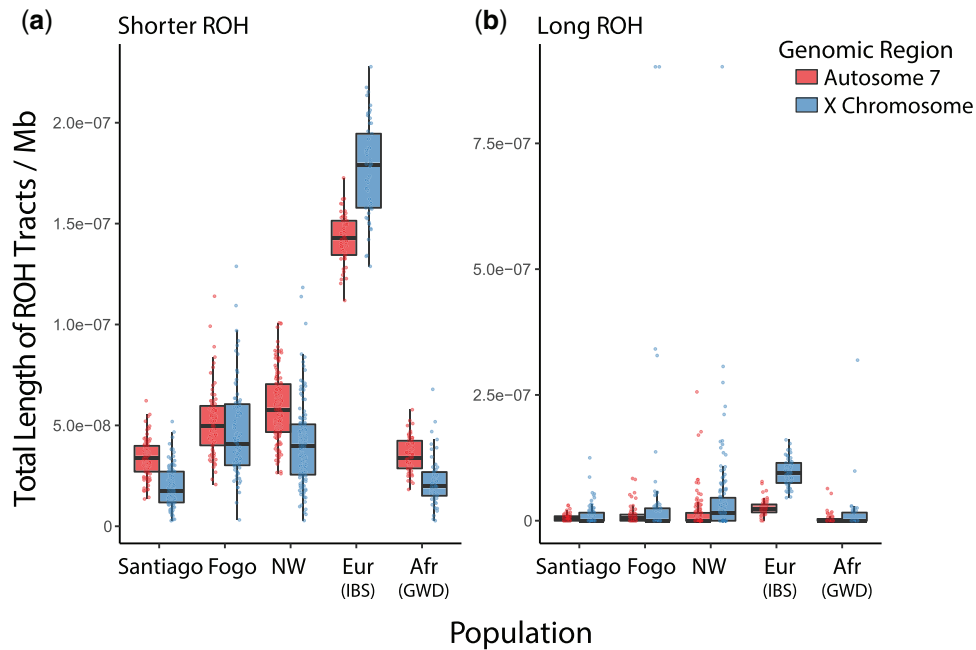 (a) Shorter ROH
(b) Long ROH
Genomic Region
Autosome 7
X Chromosome
Total Length of ROH Tracts / Mb
2.0e−07
1.5e−07
1.0e−07
5.0e−08
0
7.5e−07
5.0e−07
2.5e−07
0
Santiago Fogo NW Eur Afr
(IBS) (GWD)
Santiago Fogo NW Eur Afr
(IBS) (GWD)
Population